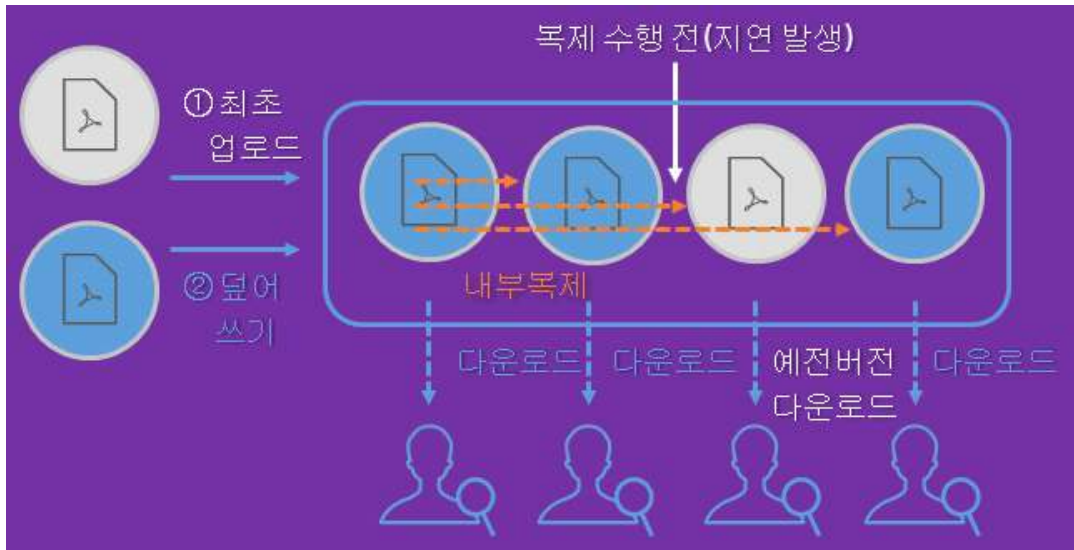 복제 수행 전(지연 발생)
① 최초
업로드
② 덮어
쓰기
내부복제
다운로드
다운로드
예전버전
다운로드
다운로드